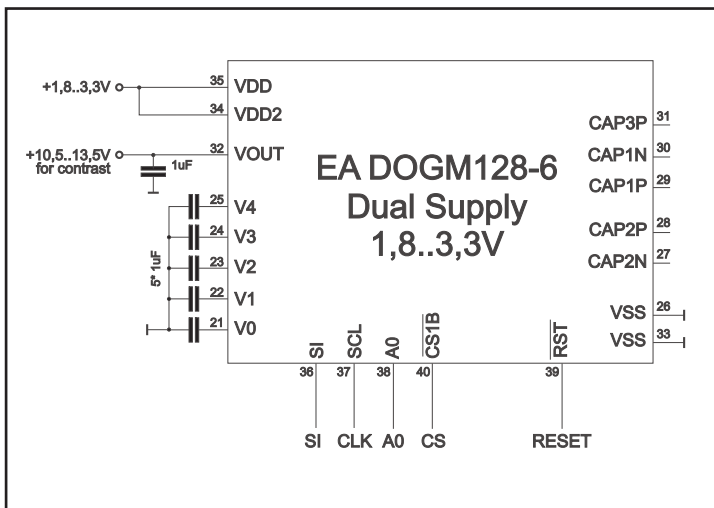 +1,8..3,3V
35 VDD
34 VDD2
+10,5..13,5V
for contrast
1uF
32 VOUT
25 V4
24 V3
23 V2
22 V1
21 V0
5* 1uF
EA DOGM128-6
Dual Supply
1,8..3,3V
CAP3P 31
CAP1N 30
CAP1P 29
CAP2P 28
CAP2N 27
VSS 26
VSS 33
SI SCL A0 CS1B RST
36 37 38 40 39
SI CLK A0 CS RESET